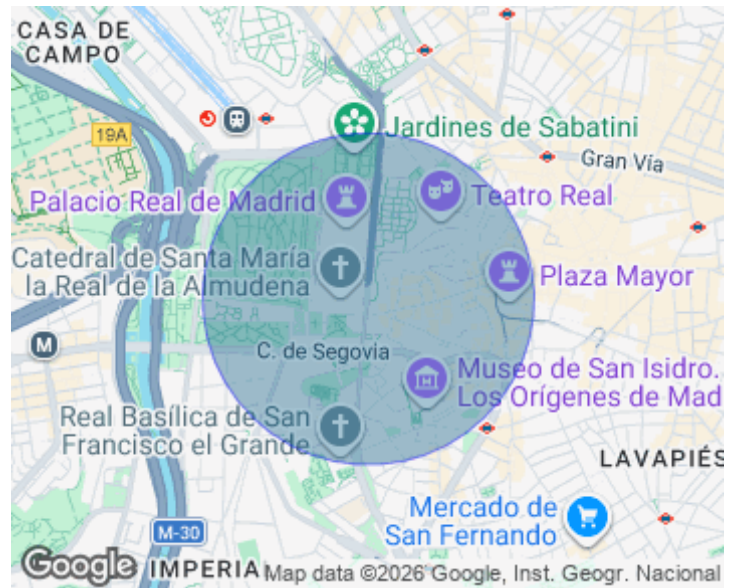 CASA DE
CAMPO
19A
Jardines de Sabatini
Gran Vía
Palacio Real de Madrid
Teatro Real
Catedral de Santa María
la Real de la Almudena
Plaza Mayor
M
C. de Segovia
Museo de San Isidro.
Los Orígenes de Mad
Real Basílica de San
Francisco el Grande
LAVAPIÉS
Mercado de
San Fernando
M-30
Google
IMPERIA
Map data ©2026 Google, Inst. Geogr. Nacional